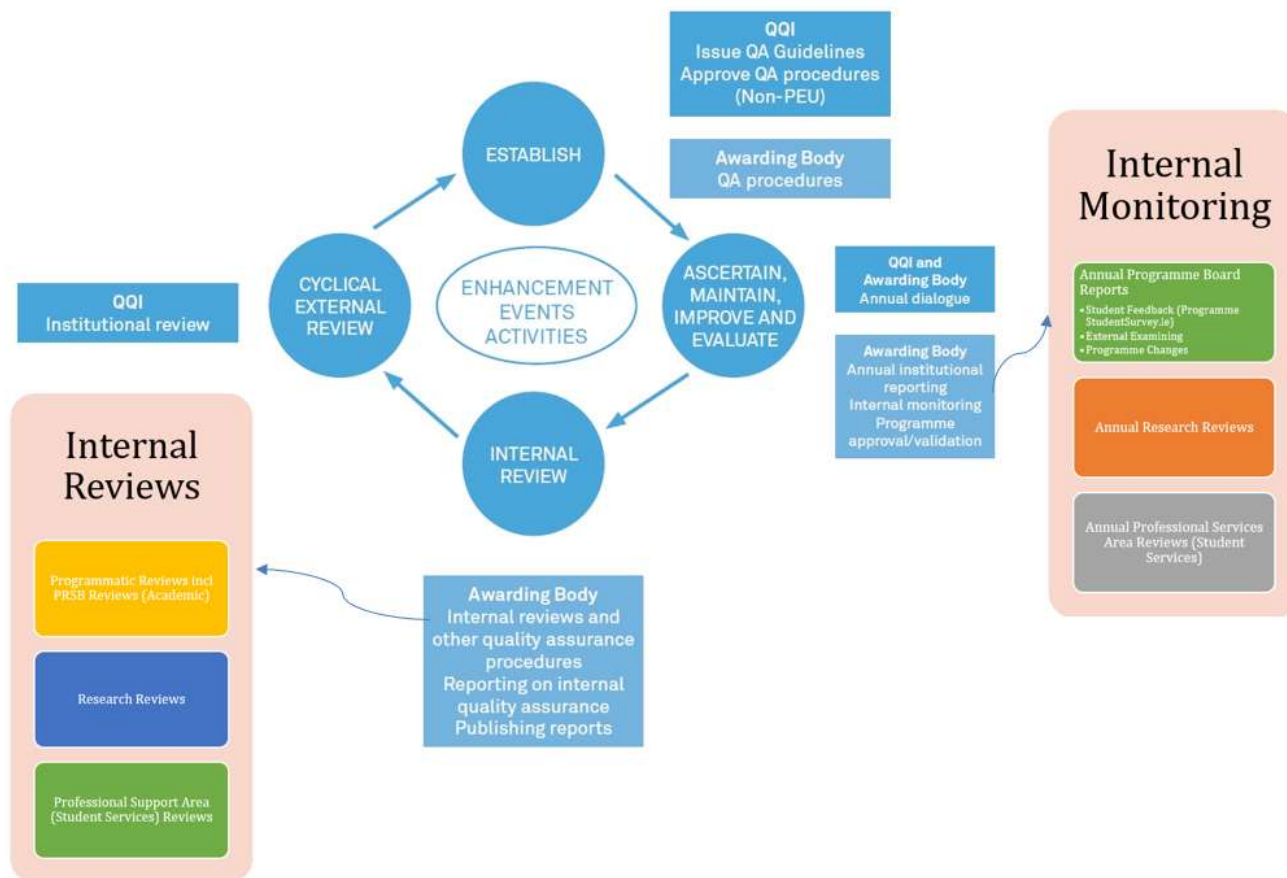 QQI
Issue QA Guidelines
Approve QA procedures
(Non-PEU)
Awarding Body
QA procedures
ESTABLISH
ASCERTAIN,
MAINTAIN,
IMPROVE AND
EVALUATE
INTERNAL
REVIEW
CYCLICAL
EXTERNAL
REVIEW
ENHANCEMENT
EVENTS
ACTIVITIES
QQI
Institutional review
QQI and
Awarding Body
Annual dialogue
Awarding Body
Annual institutional
reporting
Internal monitoring
Programme
approval/validation
Internal
Monitoring
Annual Programme Board
Reports
• Student Feedback (Programme
StudentSurvey.ie)
• External Examining
• Programme Changes
Annual Research Reviews
Annual Professional Services
Area Reviews (Student
Services)
Internal
Reviews
Programmatic Reviews incl
PRSB Reviews (Academic)
Research Reviews
Professional Support Area
(Student Services) Reviews
Awarding Body
Internal reviews and
other quality assurance
procedures
Reporting on internal
quality assurance
Publishing reports